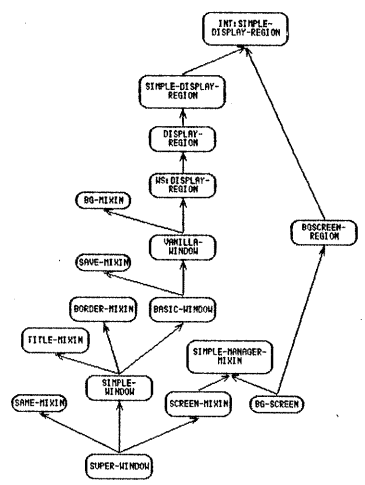 INT:SIMPLE-
DISPLAY-REGION
SIMPLE-DISPLAY-
REGION
DISPLAY-
REGION
WS:DISPLAY-
REGION
BG-MIXIN
VANILLA-
WINDOW
BGSCREEN-
REGION
SAVE-MIXIN
BORDER-MIXIN
BASIC-WINDOW
TITLE-MIXIN
SIMPLE-MANAGER-
MIXIN
SIMPLE-
WINDOW
SAME-MIXIN
SCREEN-MIXIN
BG-SCREEN
SUPER-WINDOW